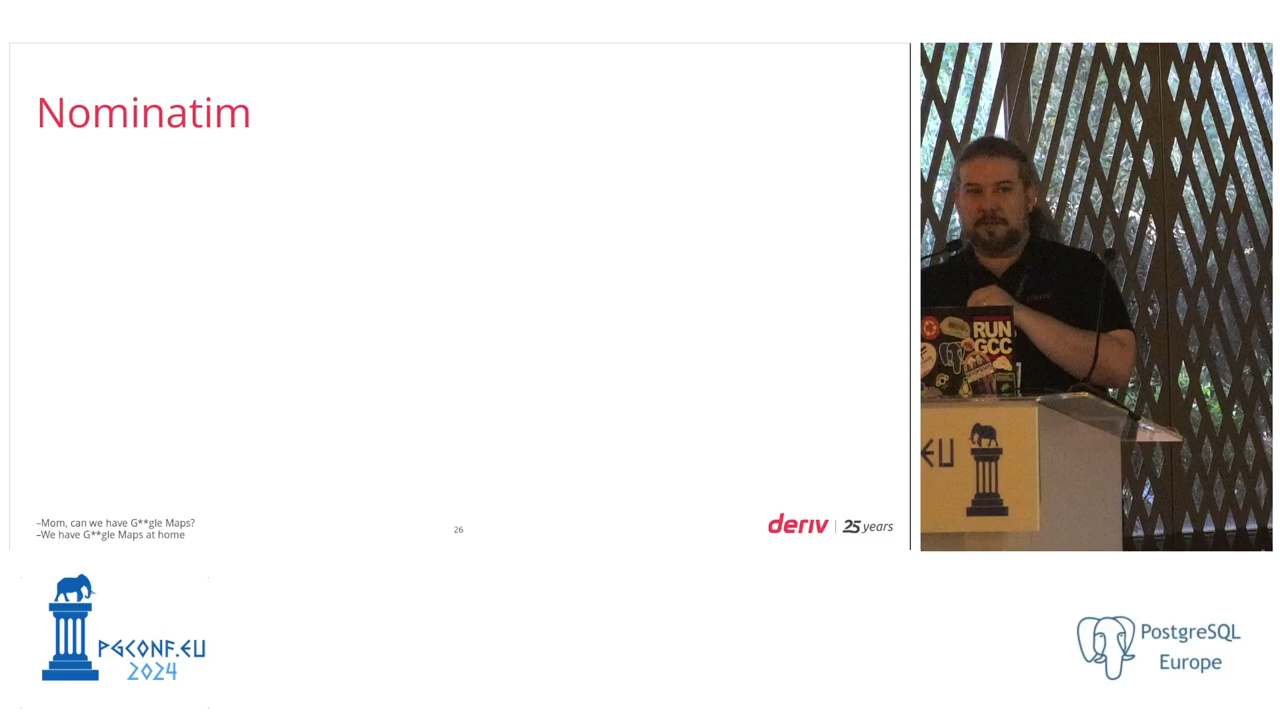 Nominatim
–Mom, can we have G**gle Maps?
–We have G**gle Maps at home
26
deriv
25 years
RUN
GCC
EU
PGCONF.EU
2024
PostgreSQL
Europe